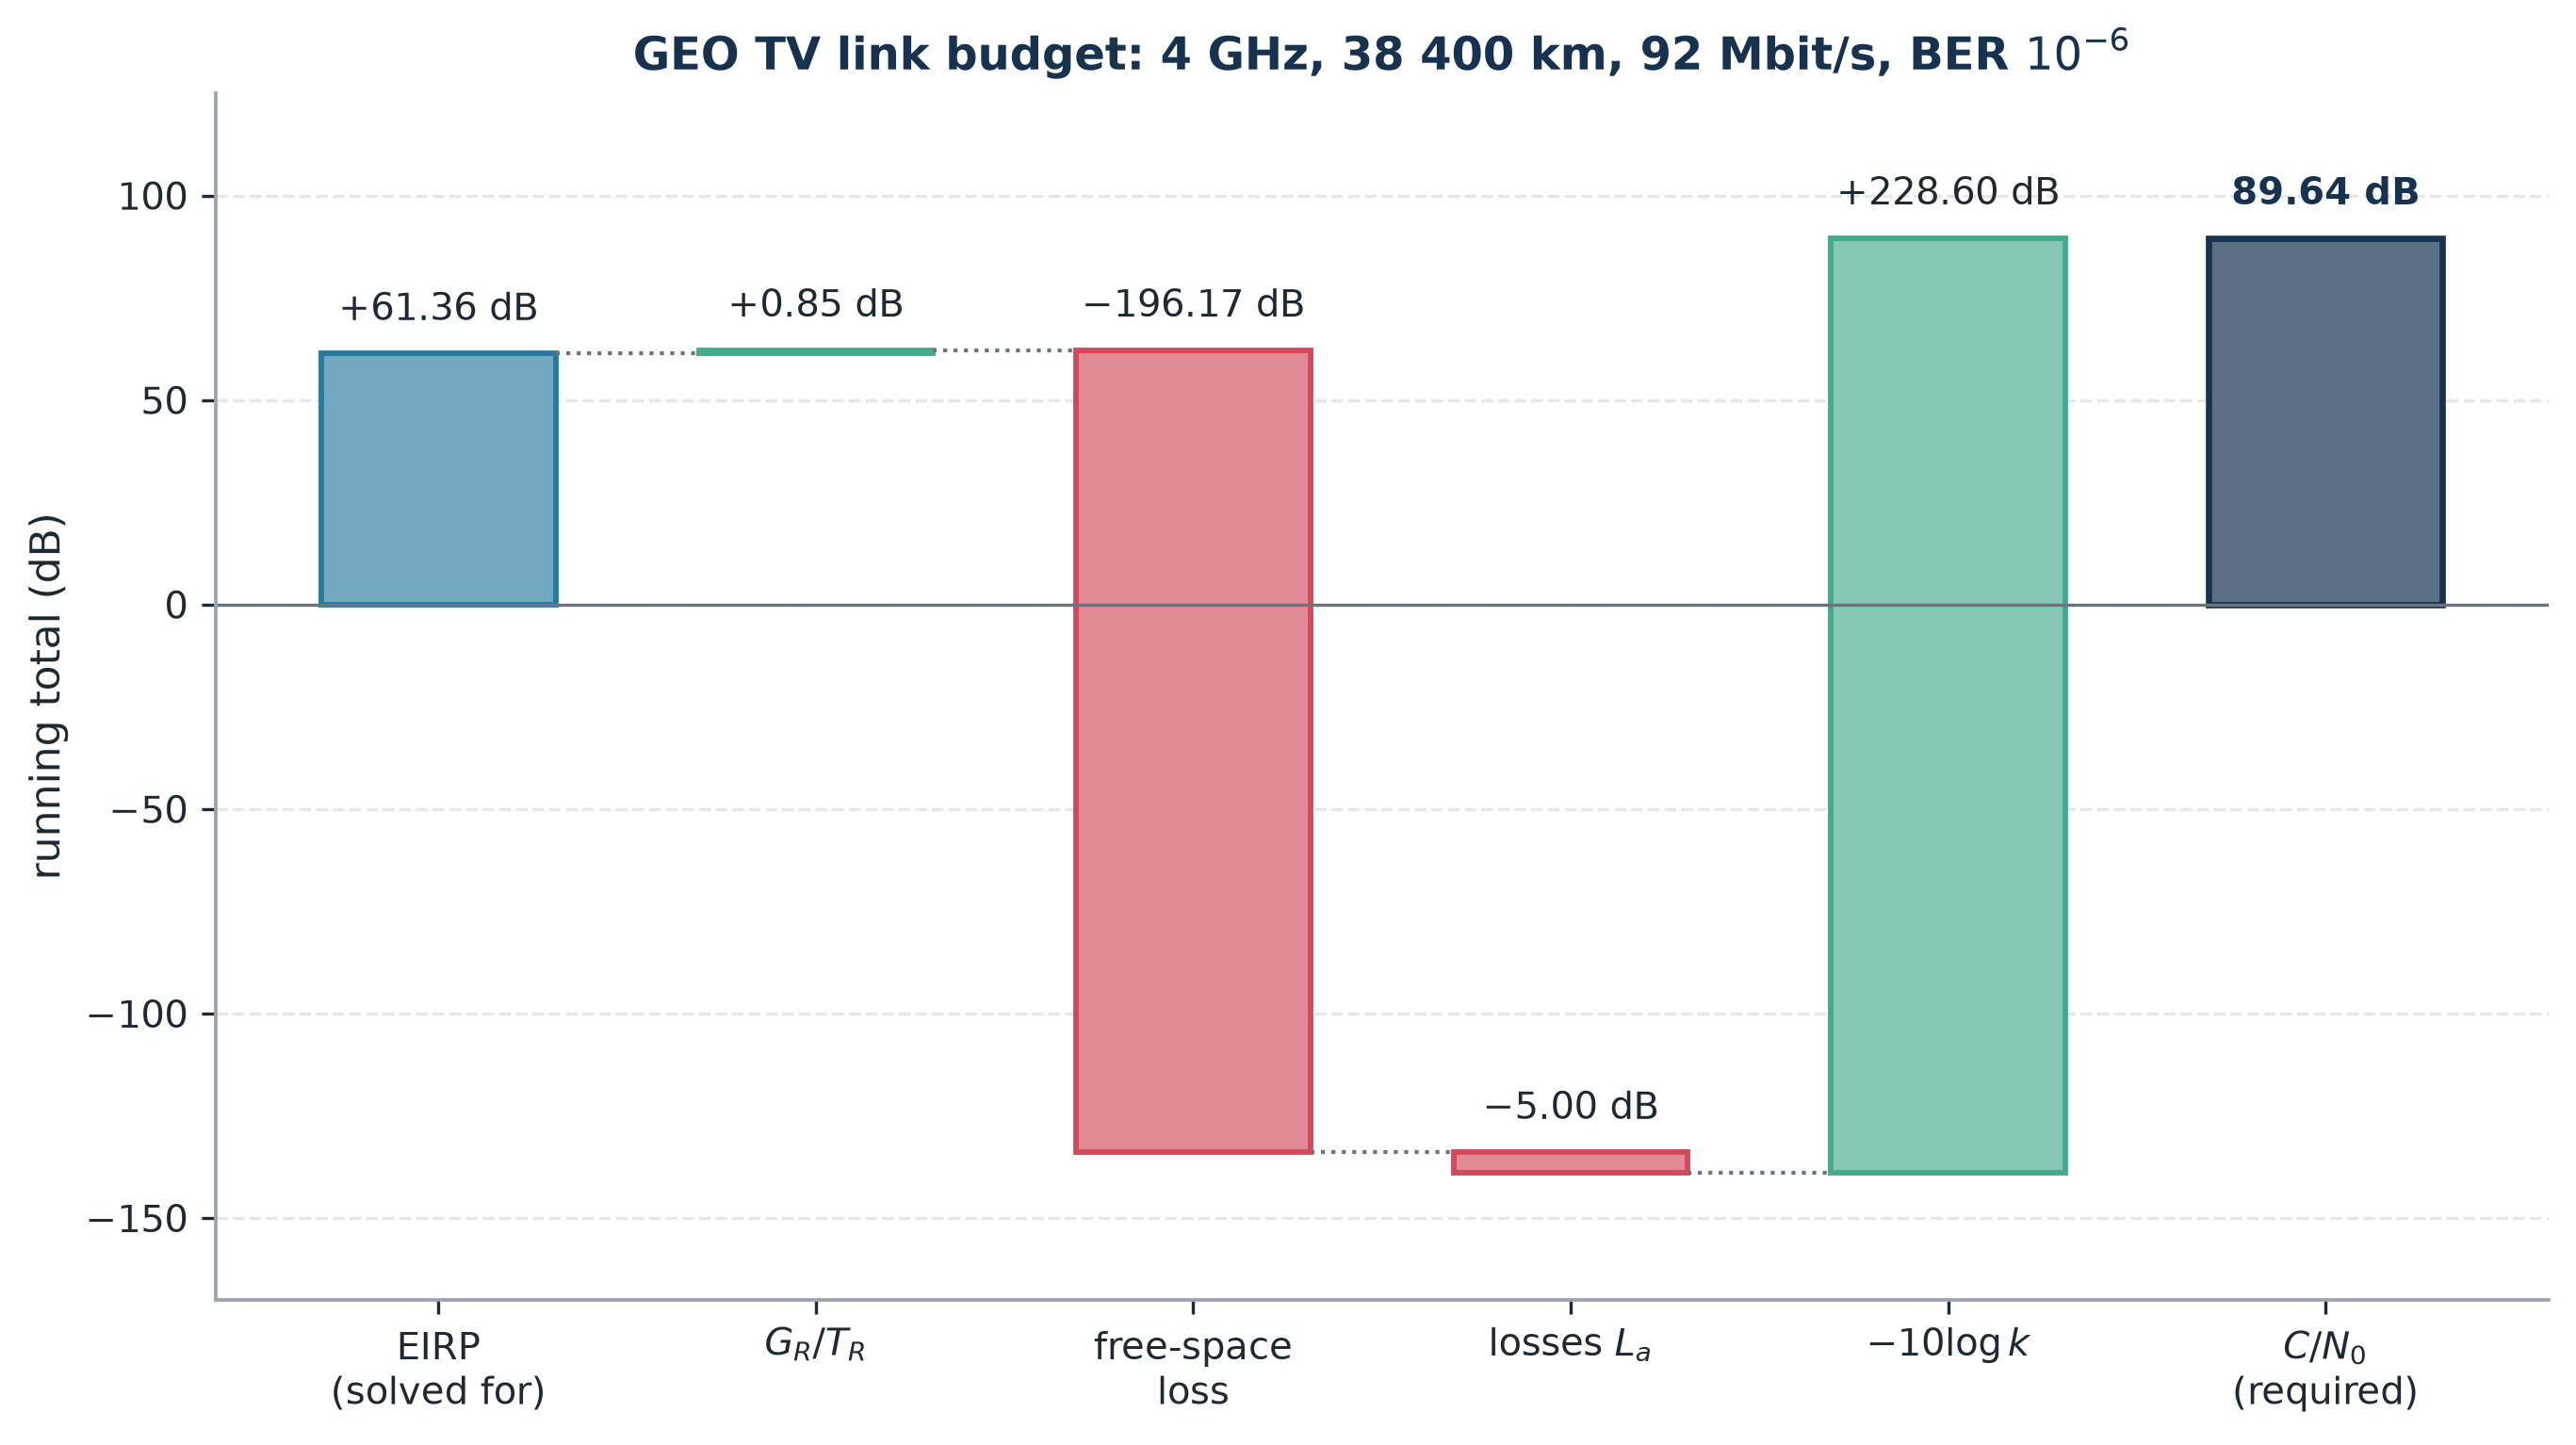 GEO TV link budget: 4 GHz, 38 400 km, 92 Mbit/s, BER 10⁻⁶
running total (dB)
100
50
0
−50
−100
−150
+61.36 dB
+0.85 dB
−196.17 dB
−5.00 dB
+228.60 dB
89.64 dB
EIRP
(solved for)
G_R/T_R
free-space
loss
losses L_a
−10log k
C/N₀
(required)